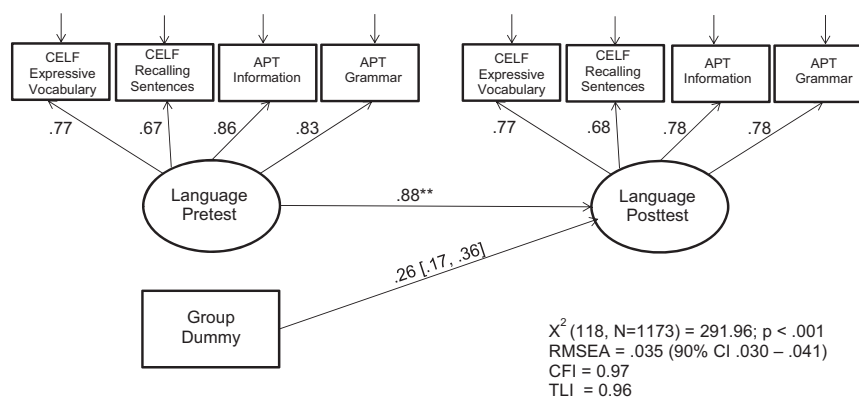 CELF
Expressive
Vocabulary
CELF
Recalling
Sentences
APT
Information
APT
Grammar
CELF
Expressive
Vocabulary
CELF
Recalling
Sentences
APT
Information
APT
Grammar
.77
.67
.86
.83
.77
.68
.78
.78
Language
Pretest
.88**
Language
Posttest
.26 [.17, .36]
Group
Dummy
X² (118, N=1173) = 291.96; p < .001
RMSEA = .035 (90% CI .030 – .041)
CFI = 0.97
TLI = 0.96